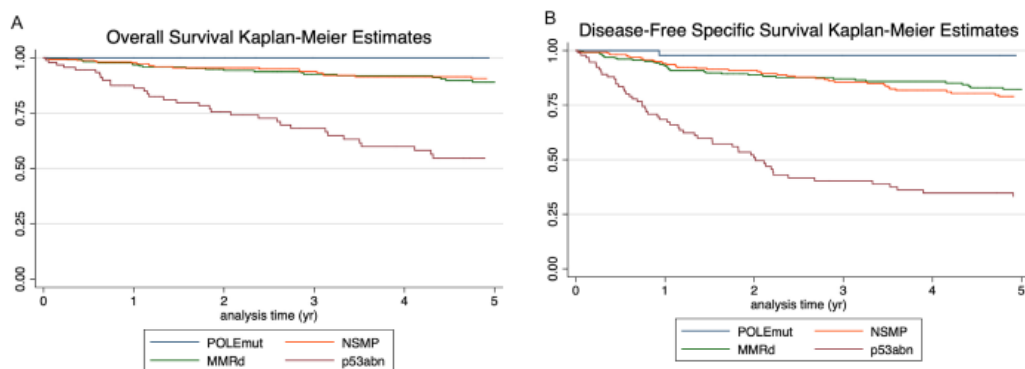 A
Overall Survival Kaplan-Meier Estimates
1.00
0.75
0.50
0.25
0.00
0 1 2 3 4 5
analysis time (yr)
POLEmut NSMP
MMRd p53abn
B
Disease-Free Specific Survival Kaplan-Meier Estimates
1.00
0.75
0.50
0.25
0.00
0 1 2 3 4 5
analysis time (yr)
POLEmut NSMP
MMRd p53abn